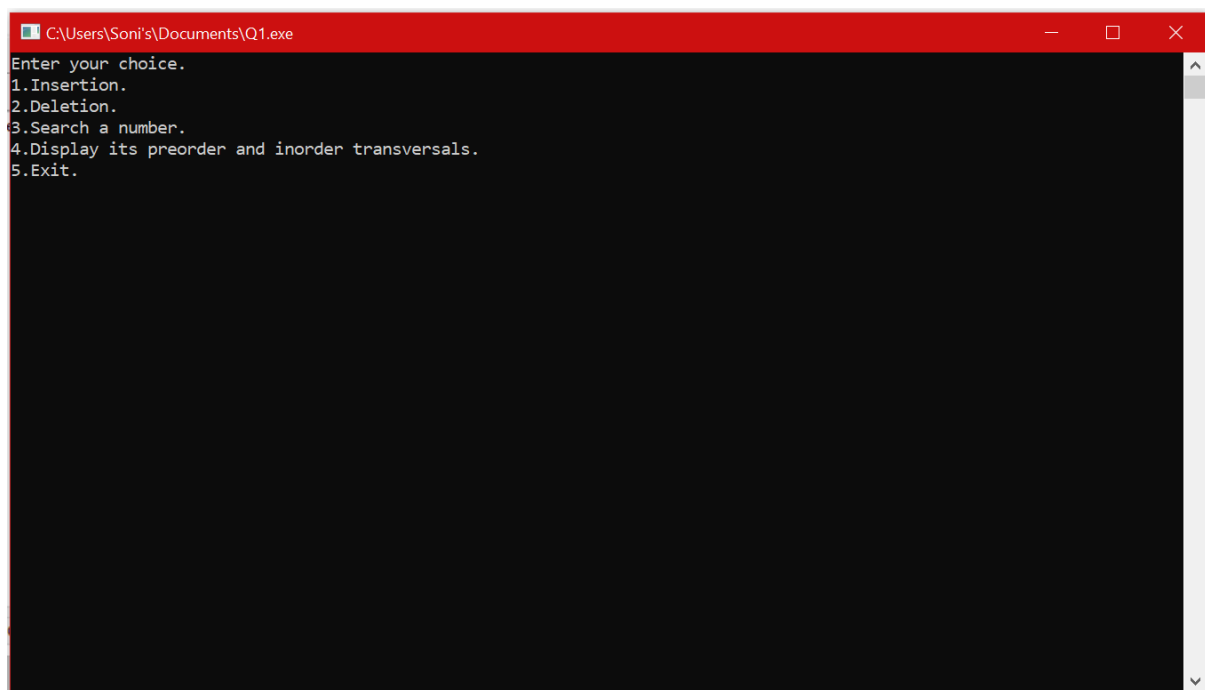 C:\Users\Soni's\Documents\Q1.exe
Enter your choice.
1.Insertion.
2.Deletion.
3.Search a number.
4.Display its preorder and inorder transversals.
5.Exit.